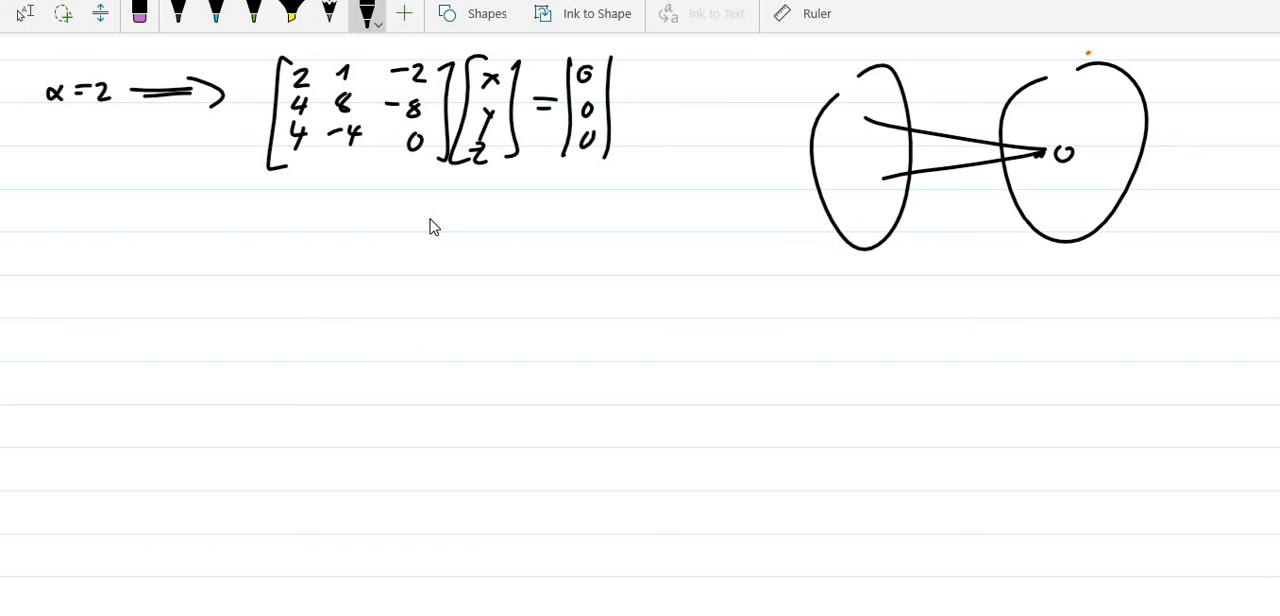 Shapes Ink to Shape Ink to Text Ruler
α = 2 ⟹ [2 1 -2] [x] = [0]
[4 8 -8] [y] [0]
[4 -4 0] [z] [0]
0